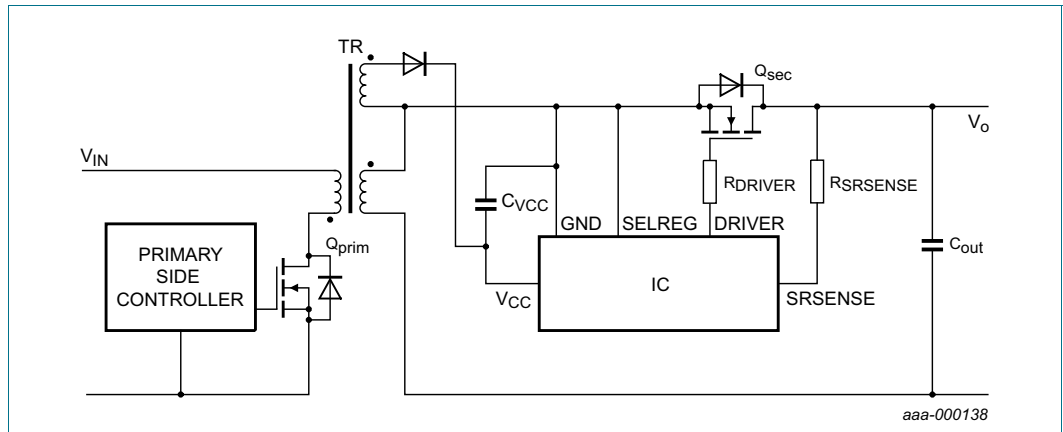 TR
Qsec
Vo
VIN
RDRIVER
RSRSENSE
CVCC
GND SELREG DRIVER
Qprim
Cout
PRIMARY
SIDE
CONTROLLER
IC
VCC
SRSENSE
aaa-000138